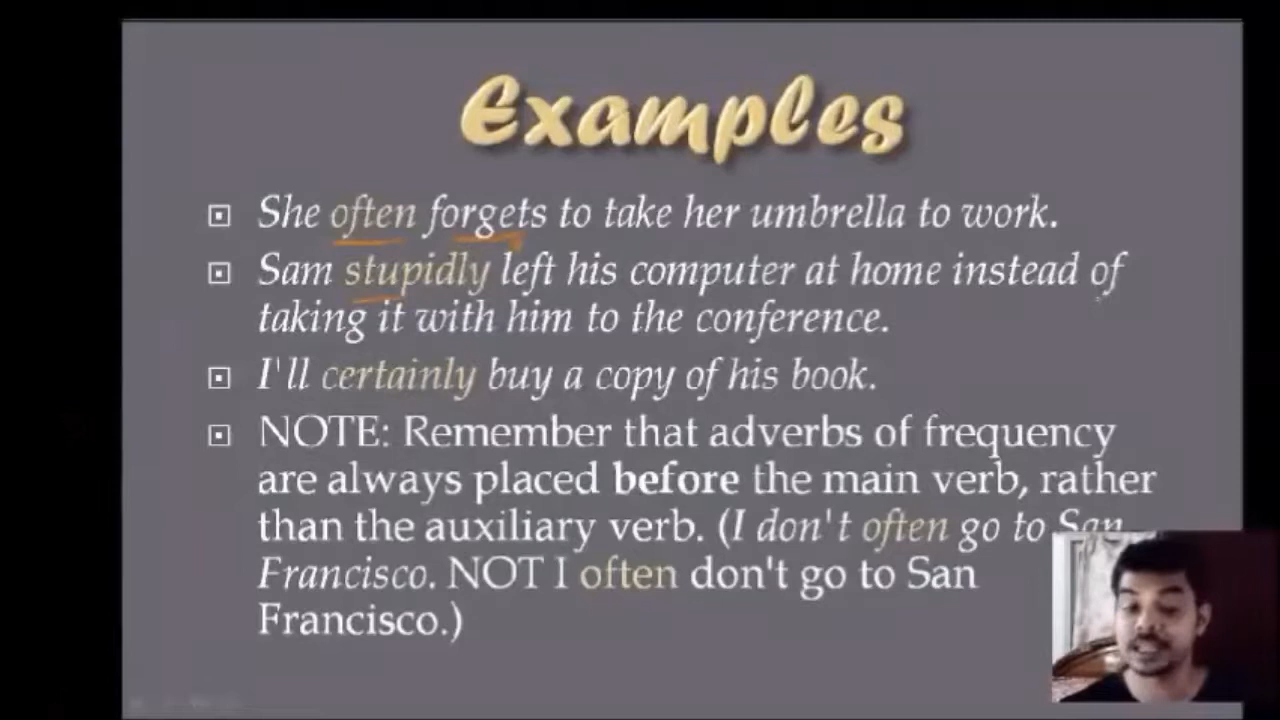 Examples
She often forgets to take her umbrella to work.
Sam stupidly left his computer at home instead of
taking it with him to the conference.
I'll certainly buy a copy of his book.
NOTE: Remember that adverbs of frequency
are always placed before the main verb, rather
than the auxiliary verb. (I don't often go to San
Francisco. NOT I often don't go to San
Francisco.)